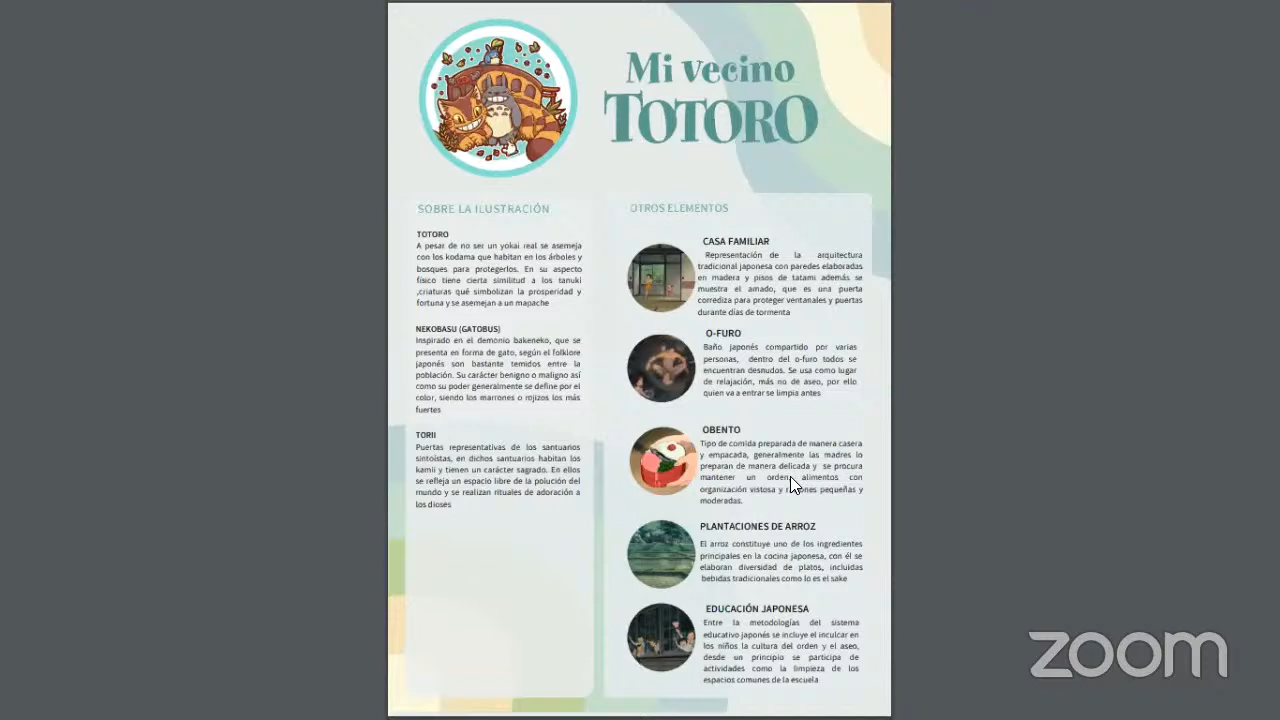 Mi vecino
TOTORO
SOBRE LA ILUSTRACIÓN
TOTORO
A pesar de no ser un yokai real se asemeja
con los kodama que habitan en los árboles y
bosques para protegerlos. En su aspecto
físico tiene cierta similitud a los tanuki
,criaturas qué simbolizan la prosperidad y
fortuna y se asemejan a un mapache
NEKOBASU (GATOBUS)
Inspirado en el demonio bakeneko, que se
presenta en forma de gato, según el folklore
japonés son bastante temidos entre la
población. Su carácter benigno o maligno así
como su poder generalmente se define por el
color, siendo los marrones o rojizos los más
fuertes
TORII
Puertas representativas de los santuarios
sintoístas, en dichos santuarios habitan los
kamii y tienen un carácter sagrado. En ellos
se refleja un espacio libre de la polución del
mundo y se realizan rituales de adoración a
los dioses
OTROS ELEMENTOS
CASA FAMILIAR
Representación de la arquitectura
tradicional japonesa con paredes elaboradas
en madera y pisos de tatami además se
muestra el amado, que es una puerta
corrediza para proteger ventanales y puertas
durante días de tormenta
O-FURO
Baño japonés compartido por varias
personas, dentro del o-furo todos se
encuentran desnudos. Se usa como lugar
de relajación, más no de aseo, por ello
quien va a entrar se limpia antes
OBENTO
Tipo de comida preparada de manera casera
y empacada, generalmente las madres lo
preparan de manera delicada y se procura
mantener un orden alimentos con
organización vistosa y pequeñas y
moderadas.
PLANTACIONES DE ARROZ
El arroz constituye uno de los ingredientes
principales en la cocina japonesa, con él se
elaboran diversidad de platos, incluidas
bebidas tradicionales como lo es el sake
EDUCACIÓN JAPONESA
Entre la metodologías del sistema
educativo japonés se incluye el inculcar en
los niños la cultura del orden y el aseo,
desde un principio se participa de
actividades como la limpieza de los
espacios comunes de la escuela
zoom